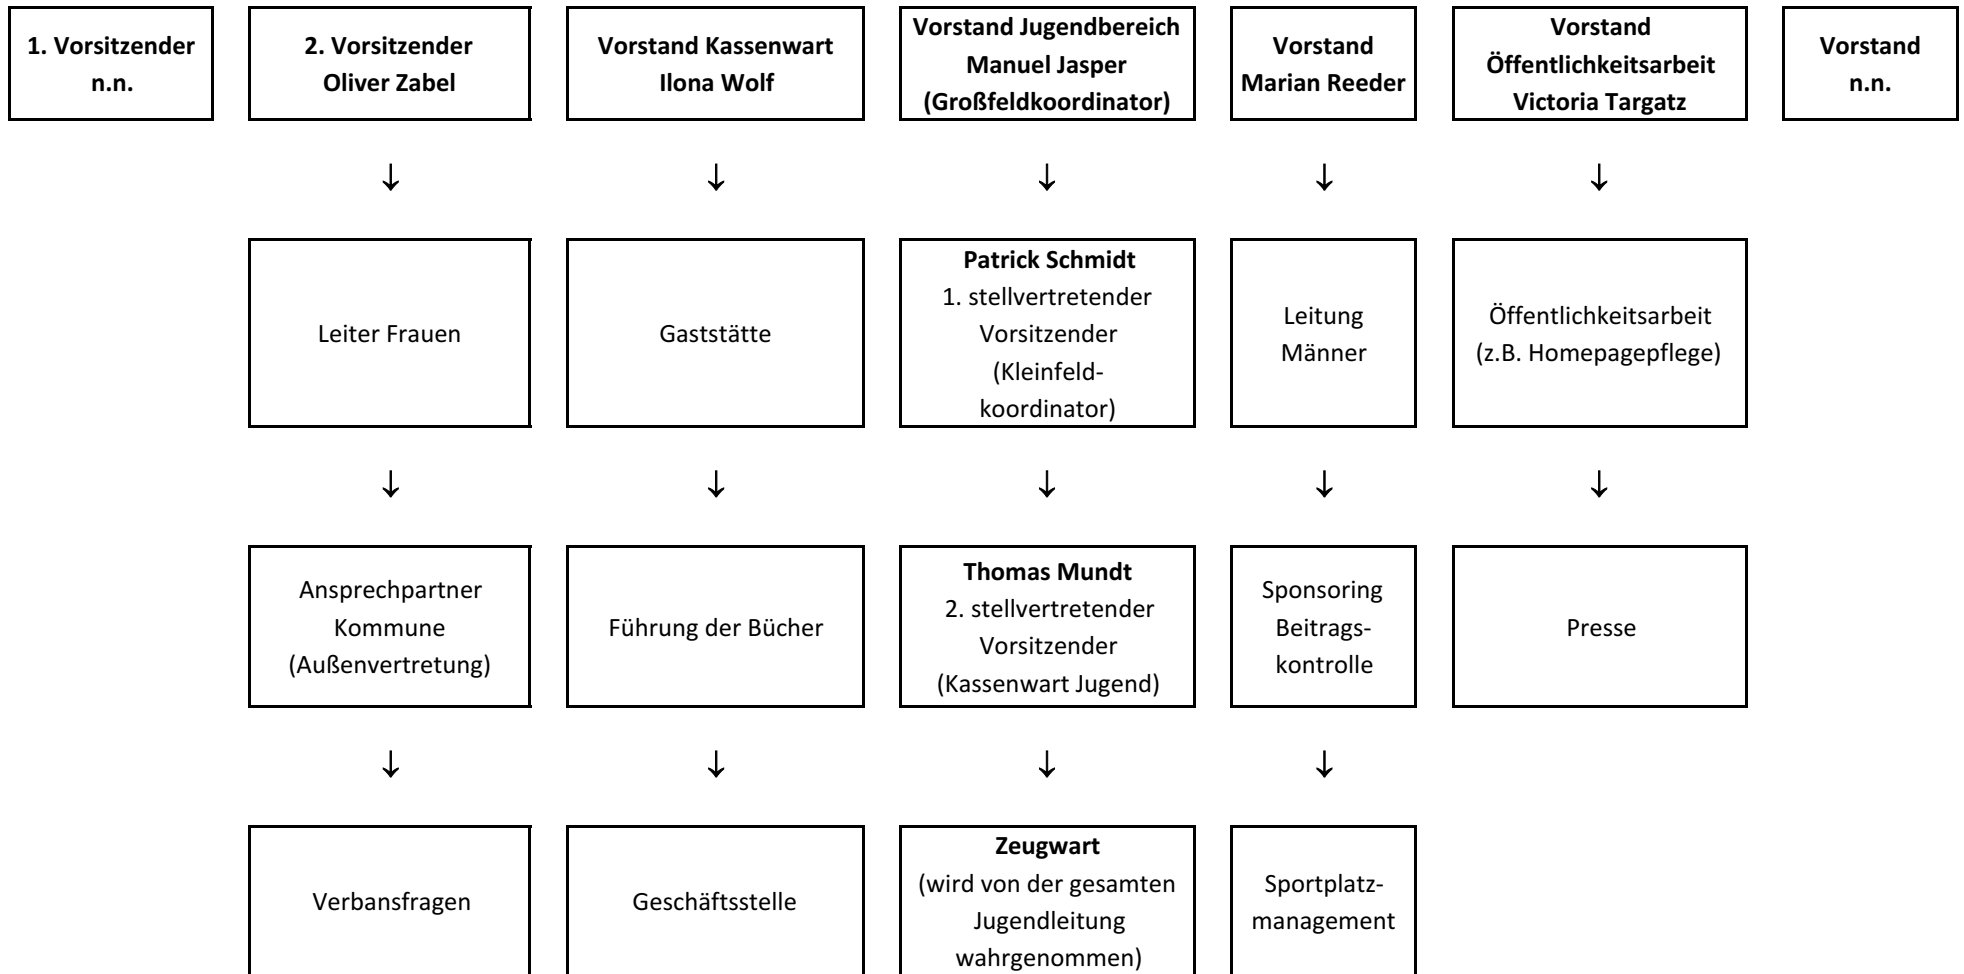 1. Vorsitzender
n.n.
2. Vorsitzender
Oliver Zabel
Vorstand Kassenwart
Ilona Wolf
Vorstand Jugendbereich
Manuel Jasper
(Großfeldkoordinator)
Vorstand
Marian Reeder
Vorstand
Öffentlichkeitsarbeit
Victoria Targatz
Vorstand
n.n.
↓ ↓ ↓ ↓ ↓
Leiter Frauen
Gaststätte
Patrick Schmidt
1. stellvertretender
Vorsitzender
(Kleinfeld-
koordinator)
Leitung
Männer
Öffentlichkeitsarbeit
(z.B. Homepagepflege)
↓ ↓ ↓ ↓ ↓
Ansprechpartner
Kommune
(Außenvertretung)
Führung der Bücher
Thomas Mundt
2. stellvertretender
Vorsitzender
(Kassenwart Jugend)
Sponsoring
Beitrags-
kontrolle
Presse
↓ ↓ ↓ ↓
Verbansfragen
Geschäftsstelle
Zeugwart
(wird von der gesamten
Jugendleitung
wahrgenommen)
Sportplatz-
management